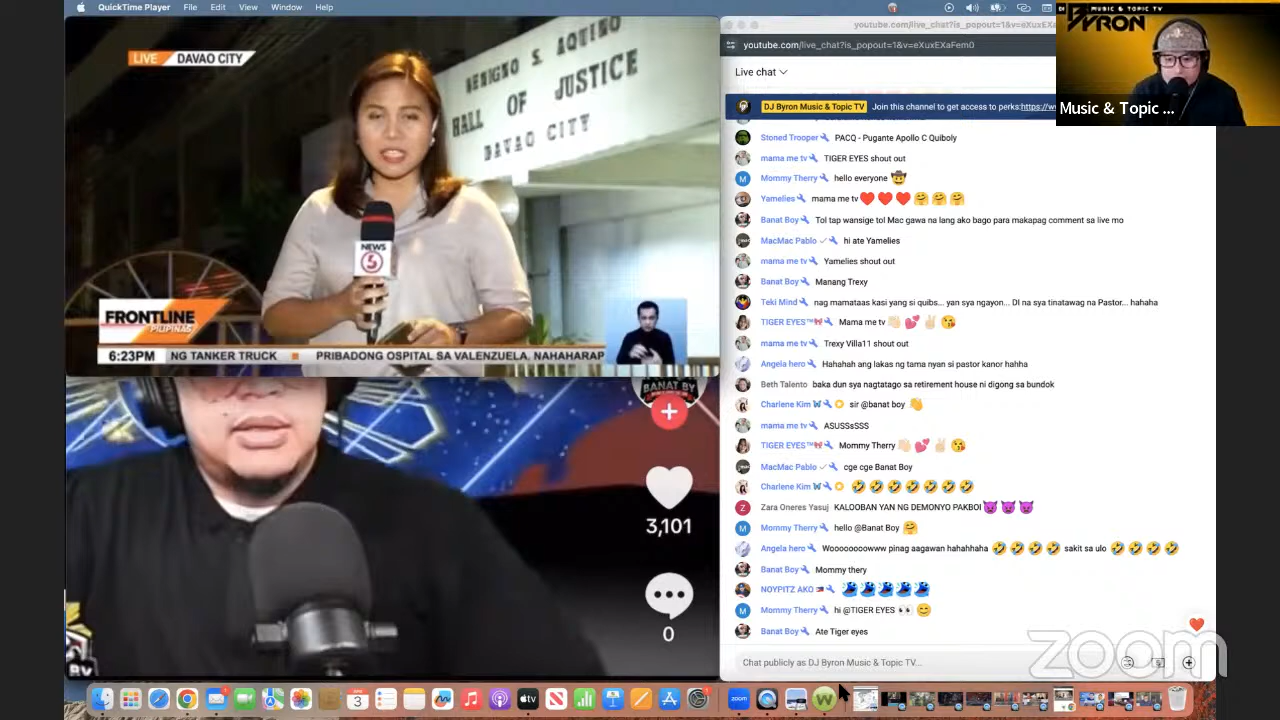 QuickTime Player File Edit View Window Help
LIVE DAVAO CITY
BENIGNO S. AQUINO
HALL OF JUSTICE
DAVAO CITY
NEWS
5
FRONTLINE
PILIPINAS
6:23PM NG TANKER TRUCK PRIBADONG OSPITAL SA VALENZUELA, NAHAHARAP
BANAT BY
3,101
0
youtube.com/live_chat?is_popout=1&v=eXuxEXa
youtube.com/live_chat?is_popout=1&v=eXuxEXaFem0
Live chat
DJ Byron Music & Topic TV Join this channel to get access to perks:https://w
Stoned Trooper PACQ - Pugante Apollo C Quiboly
mama me tv TIGER EYES shout out
Mommy Therry hello everyone 🤠
Yamelies mama me tv❤️❤️❤️🤗🤗🤗
Banat Boy Tol tap wansige tol Mac gawa na lang ako bago para makapag comment sa live mo
MacMac Pablo hi ate Yamelies
mama me tv Yamelies shout out
Banat Boy Manang Trexy
Teki Mind nag mamataas kasi yang si quibs... yan sya ngayon... DI na sya tinatawag na Pastor... hahaha
TIGER EYES™🎀 Mama me tv👋🏻💕✌🏻😘
mama me tv Trexy Villa11 shout out
Angela hero Hahahah ang lakas ng tama nyan si pastor kanor hahha
Beth Talento baka dun sya nagtatago sa retirement house ni digong sa bundok
Charlene Kim 🦋 sir @banat boy 👋
mama me tv ASUSSsSSS
TIGER EYES™🎀 Mommy Therry👋🏻💕✌🏻😘
MacMac Pablo cge cge Banat Boy
Charlene Kim 🦋 🤣🤣🤣🤣🤣🤣🤣
Zara Oneres Yasuj KALOOBAN YAN NG DEMONYO PAKBOI😈😈😈
Mommy Therry hello @Banat Boy 🤗
Angela hero Woooooooowww pinag aagawan hahahhaha 🤣🤣🤣🤣 sakit sa ulo 🤣🤣🤣🤣
Banat Boy Mommy thery
NOYPITZ AKO 🇵🇭
Mommy Therry hi @TIGER EYES 👀 😊
Banat Boy Ate Tiger eyes
Chat publicly as DJ Byron Music & Topic TV...
MUSIC & TOPIC TV
BYRON
Music & Topic ...
zoom